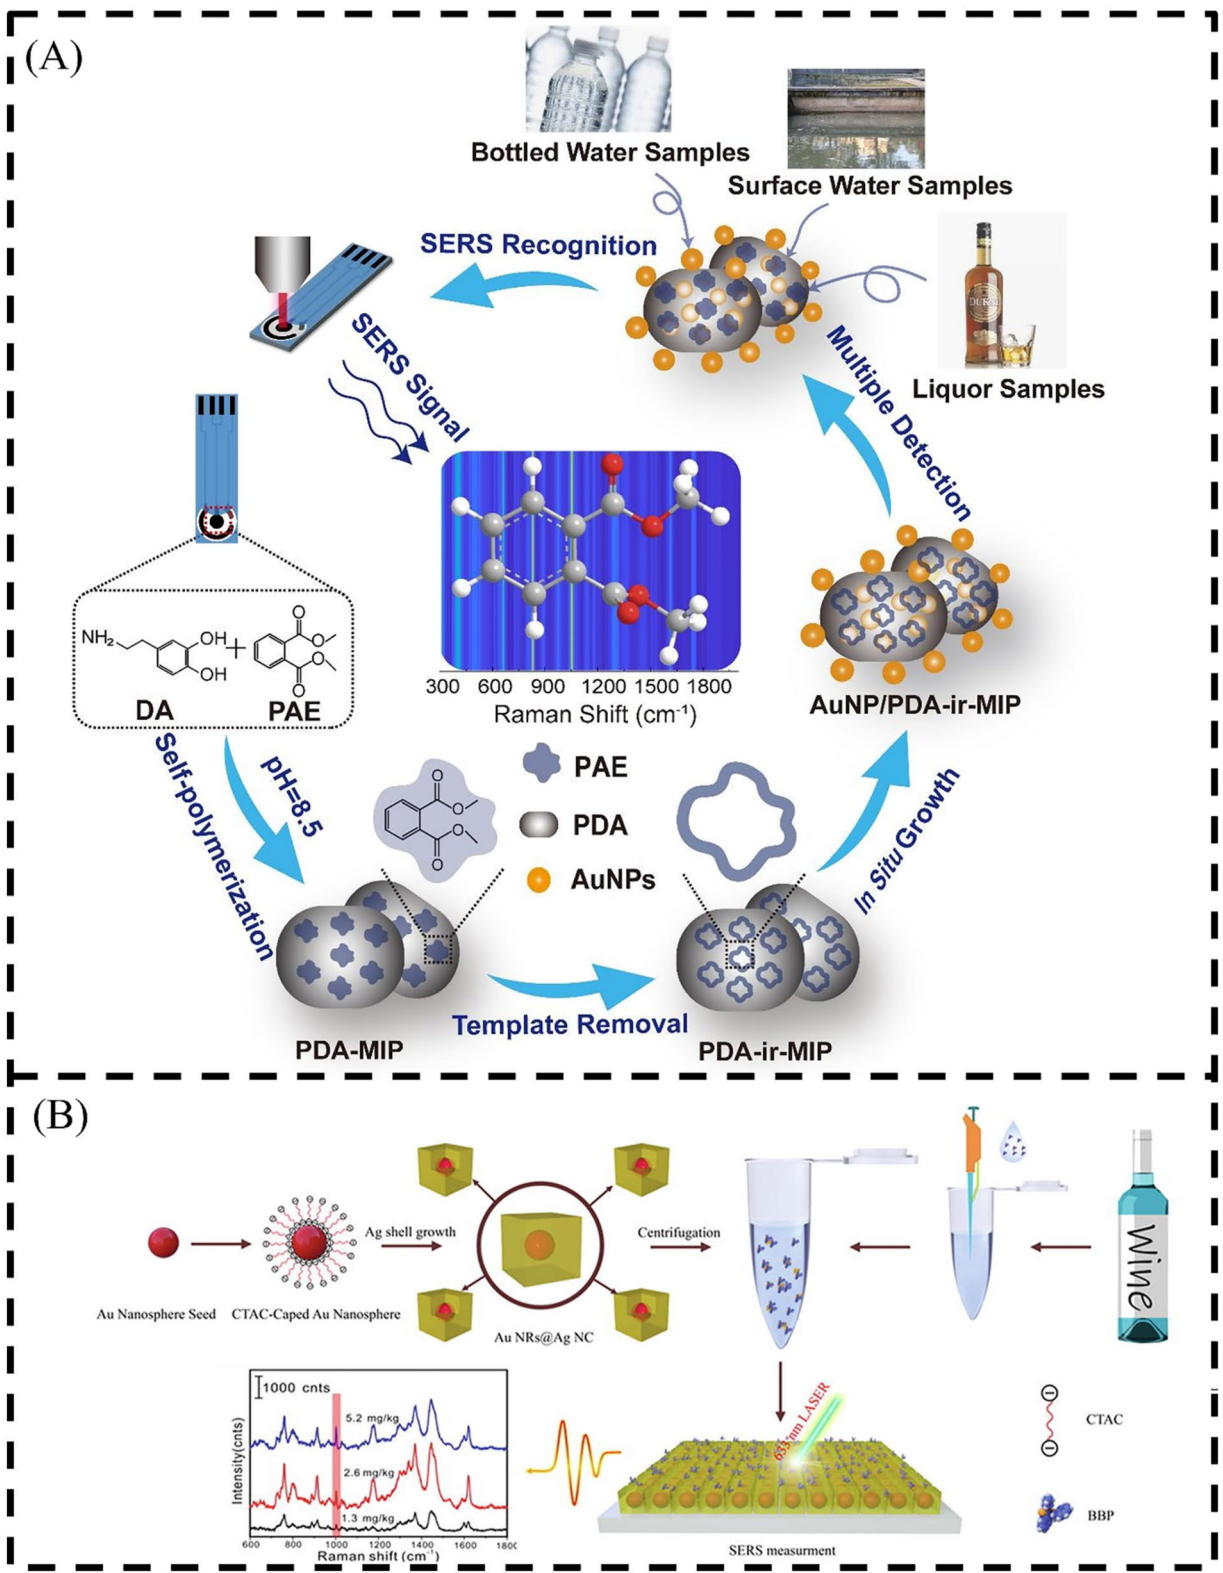 (A)
Bottled Water Samples
Surface Water Samples
SERS Recognition
DUKAL
Liquor Samples
SERS Signal
Multiple Detection
NH₂
OH
OH
+
O
O
O
O
DA
PAE
300 600 900 1200 1500 1800
Raman Shift (cm⁻¹)
AuNP/PDA-ir-MIP
Self-polymerization
pH=8.5
O
O
O
O
PAE
PDA
AuNPs
In Situ Growth
Template Removal
PDA-MIP
PDA-ir-MIP
(B)
Ag shell growth
Centrifugation
Au Nanosphere Seed
CTAC-Caped Au Nanosphere
Au NRs@Ag NC
Wine
1000 cnts
5.2 mg/kg
2.6 mg/kg
1.3 mg/kg
Intensity(cnts)
600 800 1000 1200 1400 1600 1800
Raman shift (cm⁻¹)
633 nm LASER
SERS measurment
CTAC
BBP